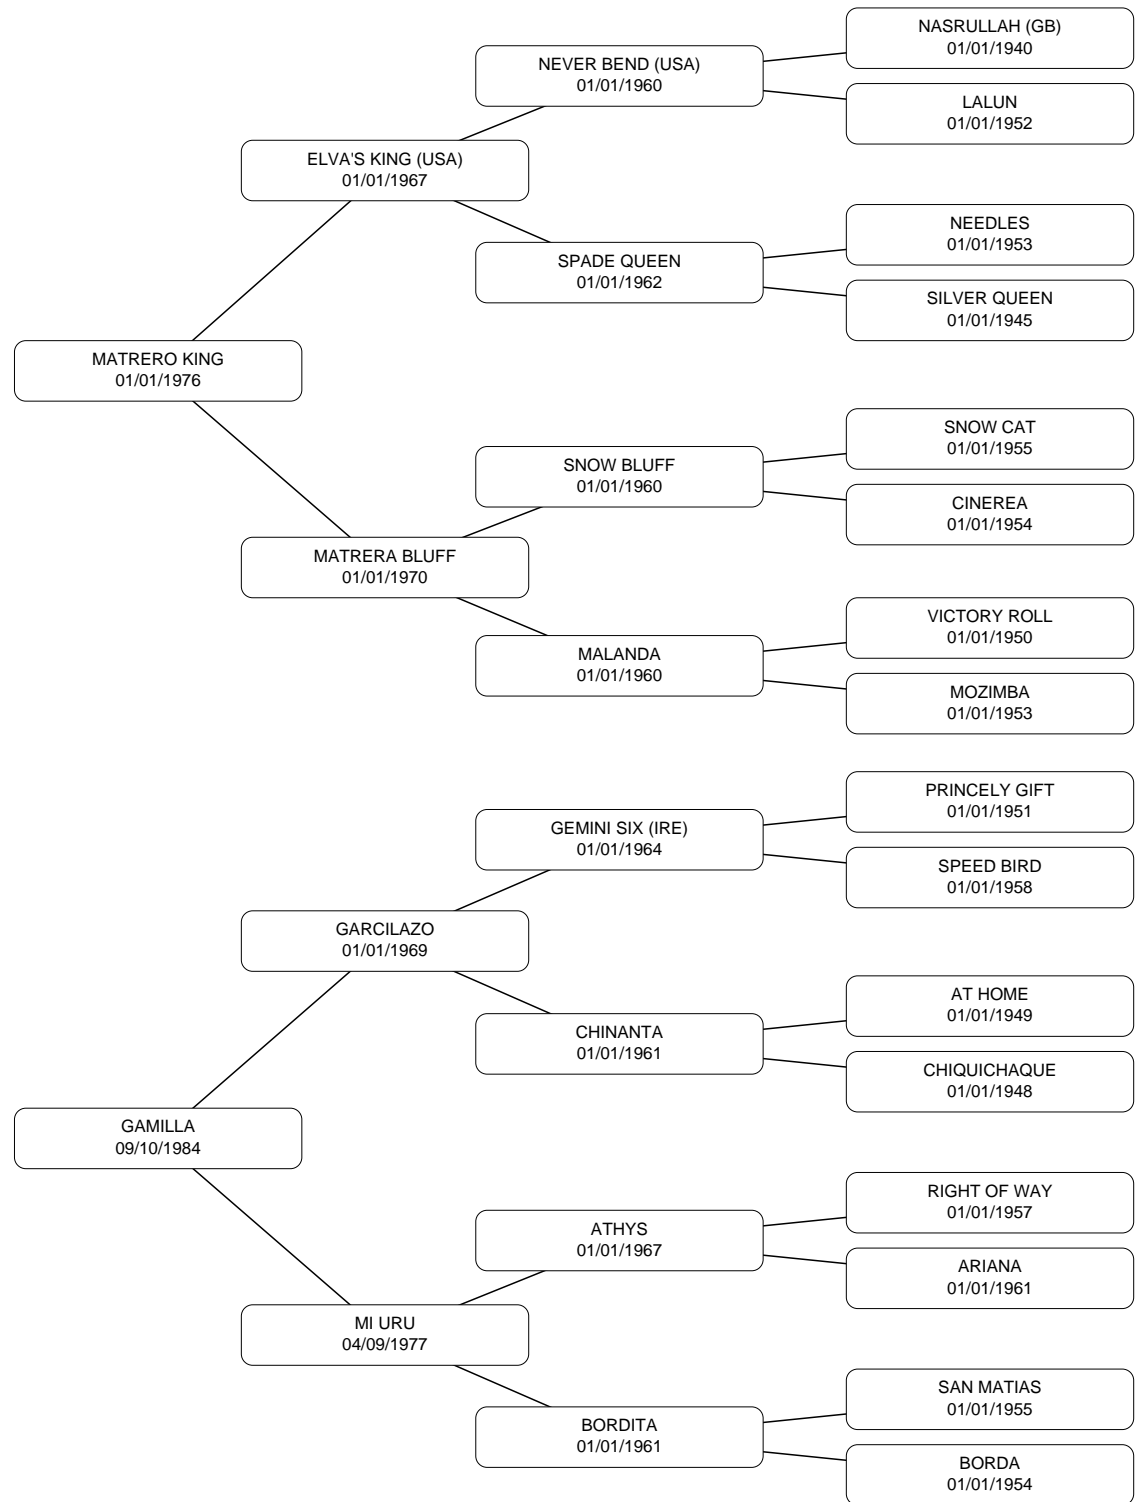 NASRULLAH (GB)
01/01/1940
NEVER BEND (USA)
01/01/1960
LALUN
01/01/1952
ELVA'S KING (USA)
01/01/1967
NEEDLES
01/01/1953
SPADE QUEEN
01/01/1962
SILVER QUEEN
01/01/1945
MATRERO KING
01/01/1976
SNOW CAT
01/01/1955
SNOW BLUFF
01/01/1960
CINEREA
01/01/1954
MATRERA BLUFF
01/01/1970
VICTORY ROLL
01/01/1950
MALANDA
01/01/1960
MOZIMBA
01/01/1953
PRINCELY GIFT
01/01/1951
GEMINI SIX (IRE)
01/01/1964
SPEED BIRD
01/01/1958
GARCILAZO
01/01/1969
AT HOME
01/01/1949
CHINANTA
01/01/1961
CHIQUICHAQUE
01/01/1948
GAMILLA
09/10/1984
RIGHT OF WAY
01/01/1957
ATHYS
01/01/1967
ARIANA
01/01/1961
MI URU
04/09/1977
SAN MATIAS
01/01/1955
BORDITA
01/01/1961
BORDA
01/01/1954